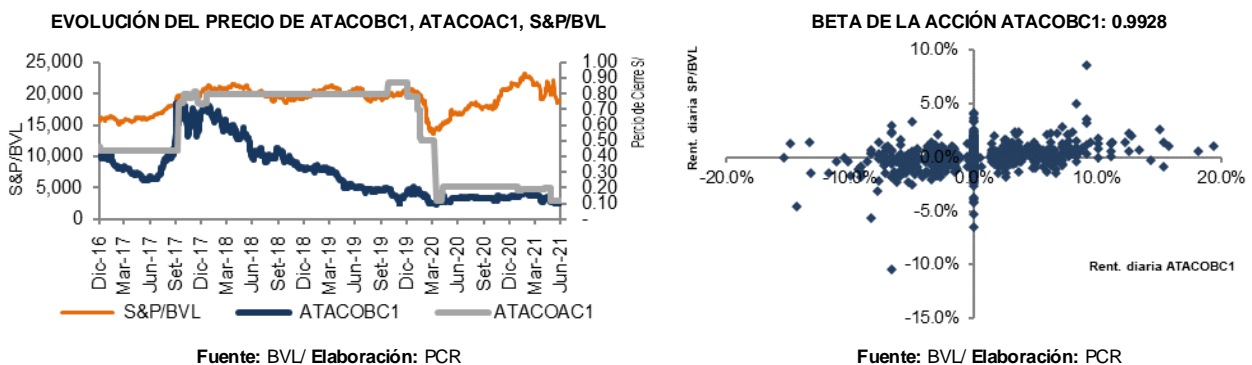 EVOLUCIÓN DEL PRECIO DE ATACOBC1, ATACOAC1, S&P/BVL
25,000
20,000
15,000
10,000
5,000
0
S&P/BVL
1.00
0.90
0.80
0.70
0.60
0.50
0.40
0.30
0.20
0.10
-
Percio de Cierre S/
Dic-16
Mar-17
Jun-17
Set-17
Dic-17
Mar-18
Jun-18
Set-18
Dic-18
Mar-19
Jun-19
Set-19
Dic-19
Mar-20
Jun-20
Set-20
Dic-20
Mar-21
Jun-21
S&P/BVL
ATACOBC1
ATACOAC1
Fuente: BVL/ Elaboración: PCR
BETA DE LA ACCIÓN ATACOBC1: 0.9928
Rent. diaria SP/BVL
10.0%
5.0%
0.0%
-5.0%
-10.0%
-15.0%
-20.0%
-10.0%
0.0%
10.0%
20.0%
Rent. diaria ATACOBC1
Fuente: BVL/ Elaboración: PCR